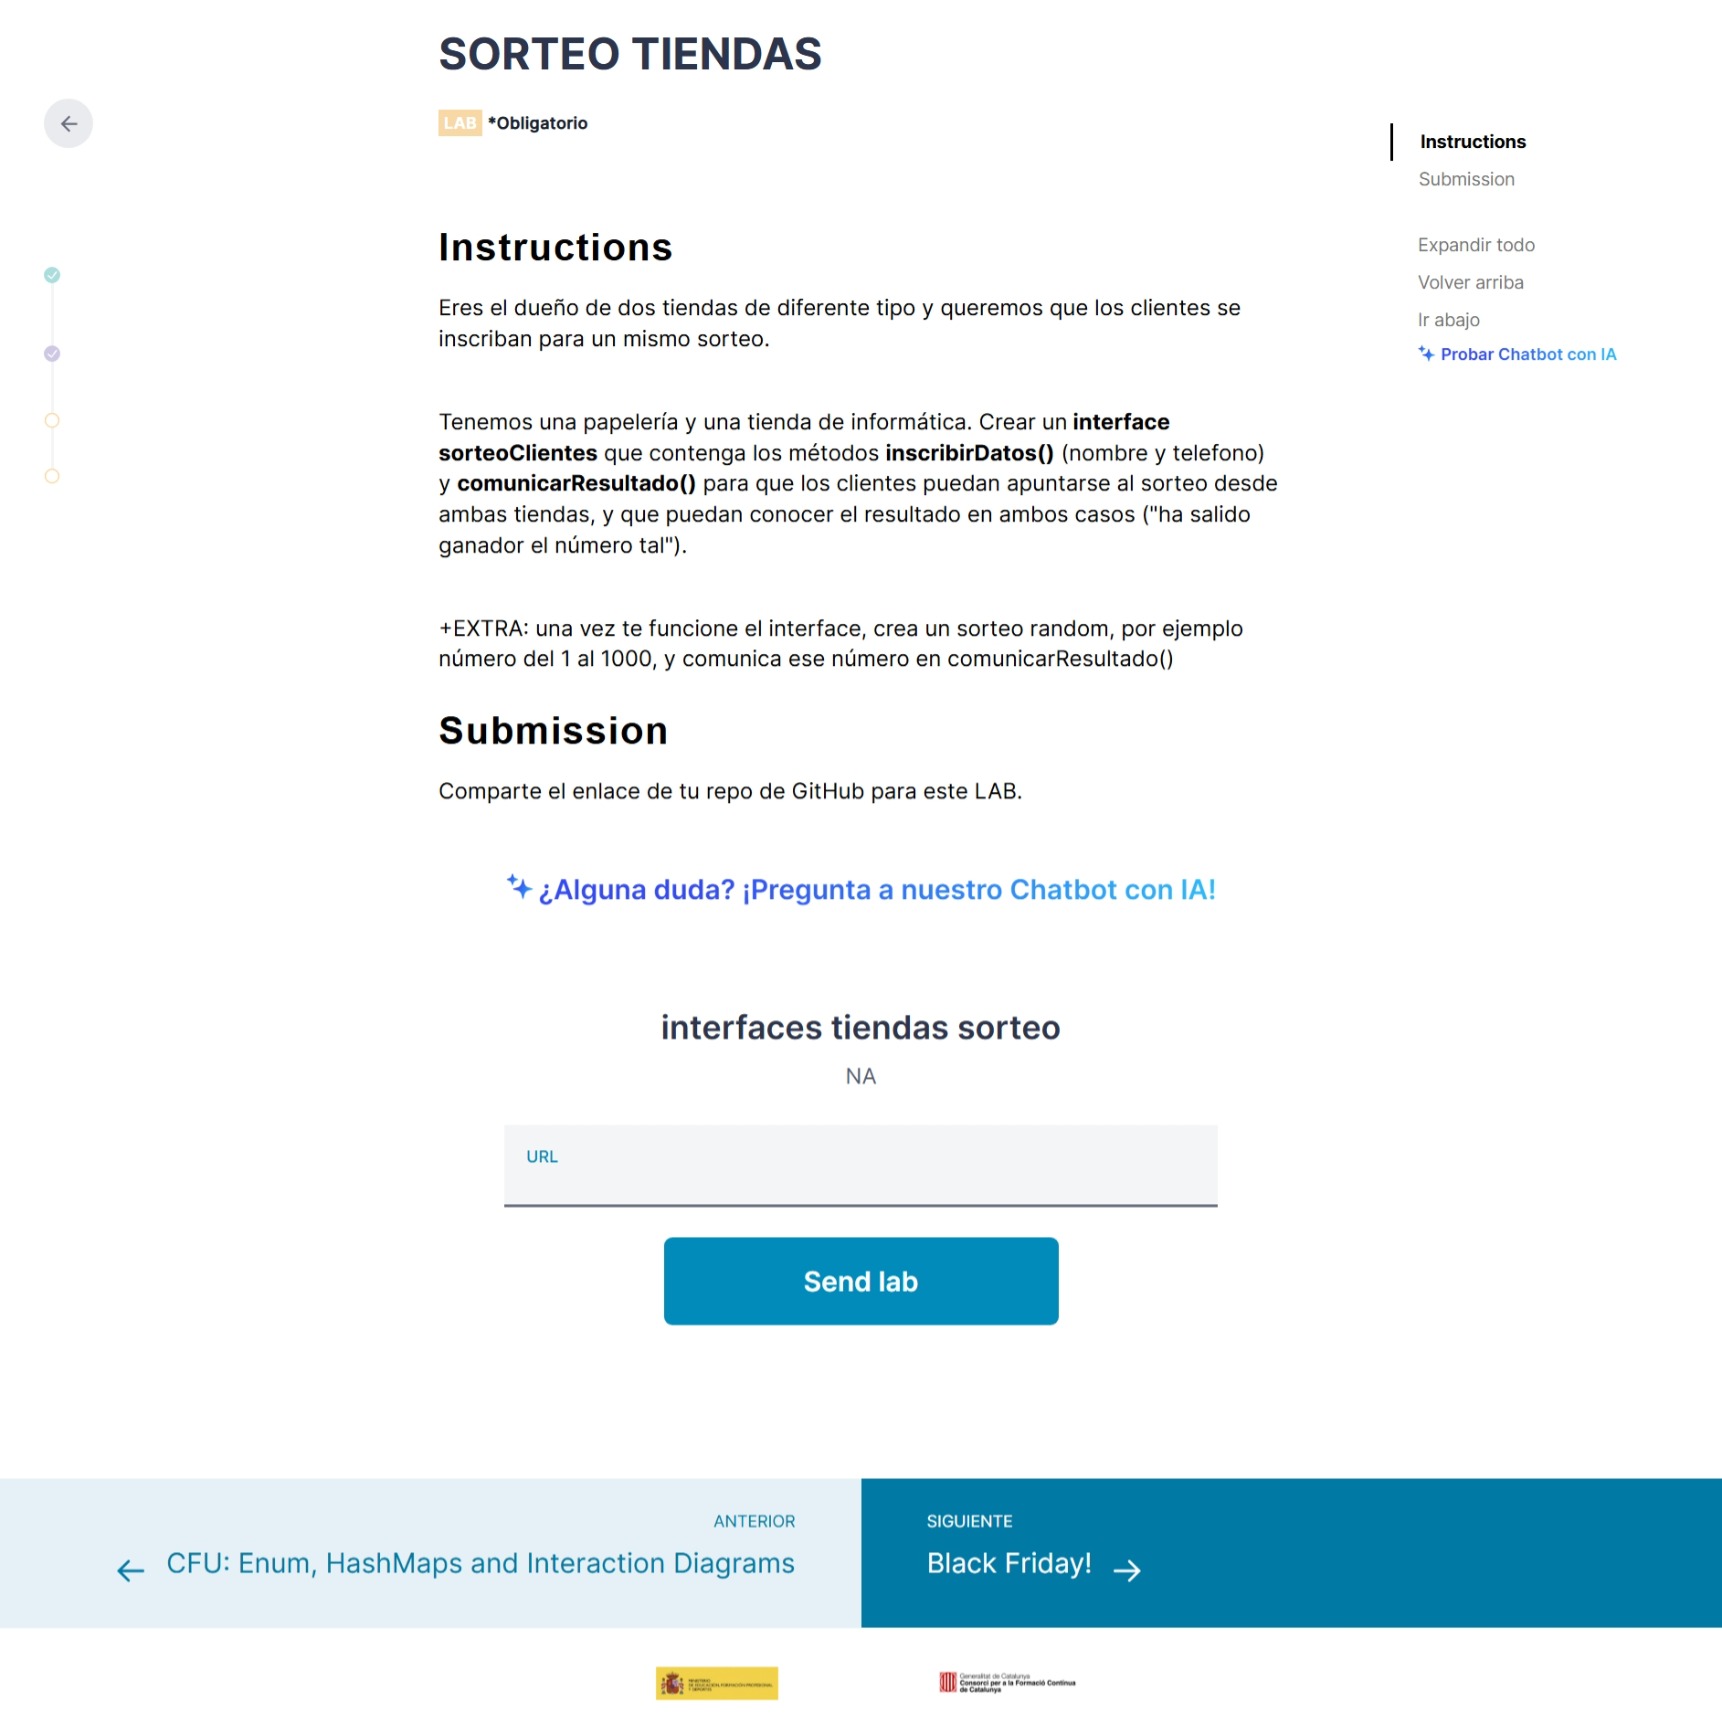 SORTEO TIENDAS
LAB *Obligatorio
Instructions
Submission
Expandir todo
Volver arriba
Ir abajo
Probar Chatbot con IA
Instructions
Eres el dueño de dos tiendas de diferente tipo y queremos que los clientes se
inscriban para un mismo sorteo.
Tenemos una papelería y una tienda de informática. Crear un interface
sorteoClientes que contenga los métodos inscribirDatos() (nombre y telefono)
y comunicarResultado() para que los clientes puedan apuntarse al sorteo desde
ambas tiendas, y que puedan conocer el resultado en ambos casos ("ha salido
ganador el número tal").
+EXTRA: una vez te funcione el interface, crea un sorteo random, por ejemplo
número del 1 al 1000, y comunica ese número en comunicarResultado()
Submission
Comparte el enlace de tu repo de GitHub para este LAB.
¿Alguna duda? ¡Pregunta a nuestro Chatbot con IA!
interfaces tiendas sorteo
NA
URL
Send lab
ANTERIOR
CFU: Enum, HashMaps and Interaction Diagrams
SIGUIENTE
Black Friday!
Generalitat de Catalunya
Consorci per a la Formació Contínua
de Catalunya